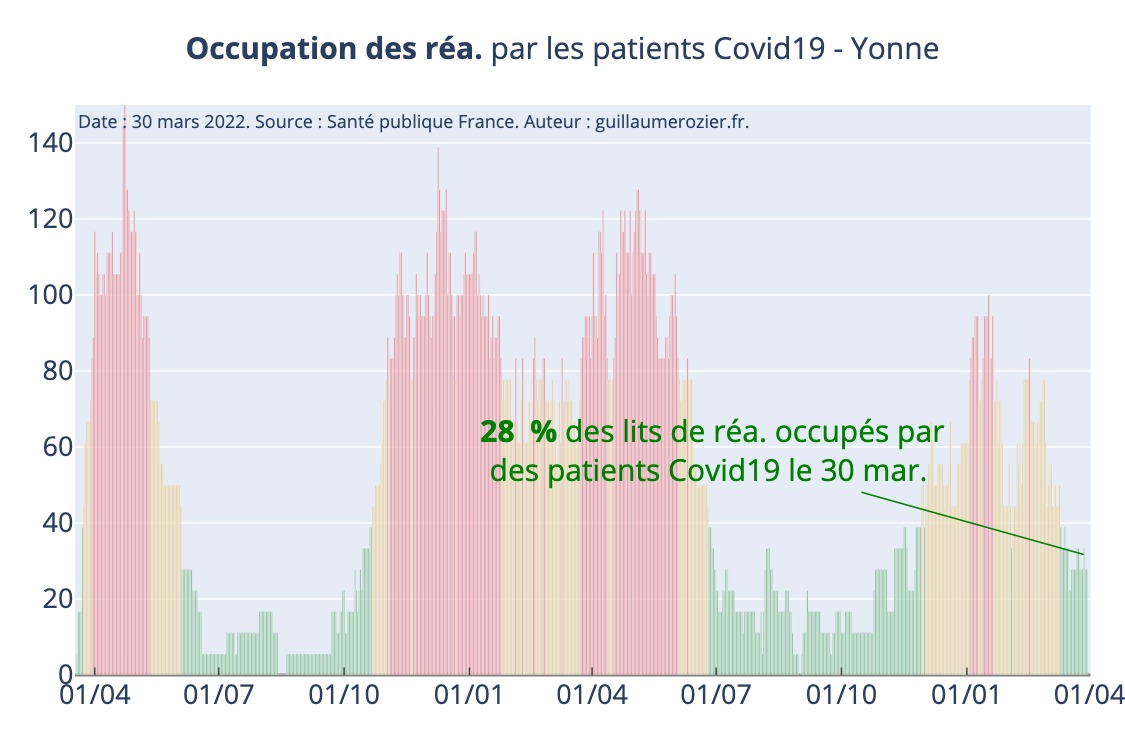 Occupation des réa. par les patients Covid19 - Yonne
Date : 30 mars 2022. Source : Santé publique France. Auteur : guillaumerozier.fr.
140
120
100
80
60
40
20
0
28 % des lits de réa. occupés par
des patients Covid19 le 30 mar.
01/04 01/07 01/10 01/01 01/04 01/07 01/10 01/01 01/04